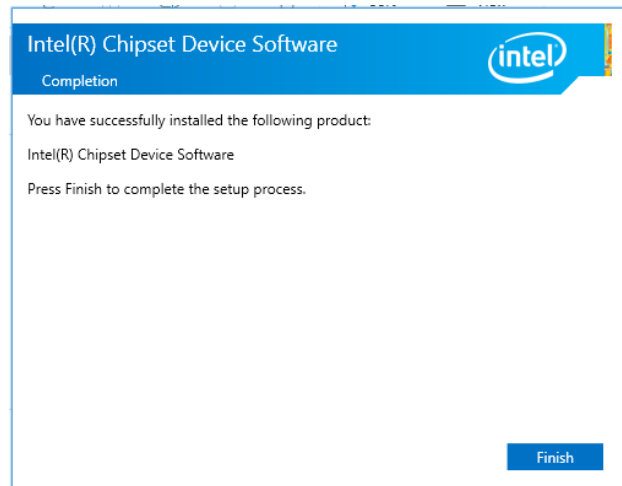 Intel(R) Chipset Device Software
intel
Completion
You have successfully installed the following product:
Intel(R) Chipset Device Software
Press Finish to complete the setup process.
Finish